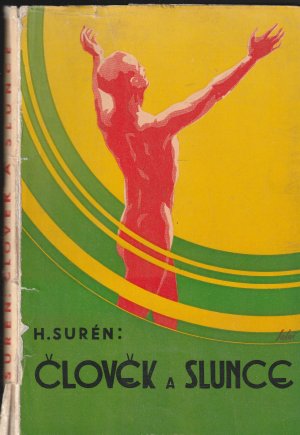 H. SURÉN:
ČLOVĚK A SLUNCE
SURÉN: ČLOVĚK A SLUNCE